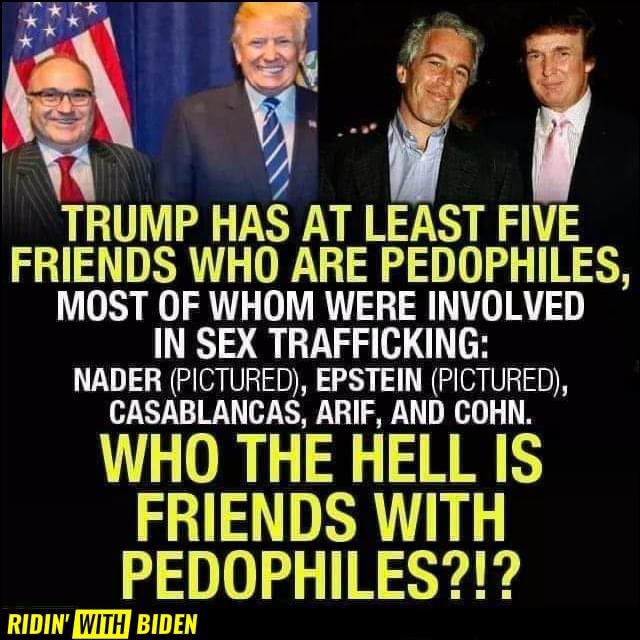 TRUMP HAS AT LEAST FIVE
FRIENDS WHO ARE PEDOPHILES,
MOST OF WHOM WERE INVOLVED
IN SEX TRAFFICKING:
NADER (PICTURED), EPSTEIN (PICTURED),
CASABLANCAS, ARIF, AND COHN.
WHO THE HELL IS
FRIENDS WITH
PEDOPHILES?!?
RIDIN' WITH BIDEN